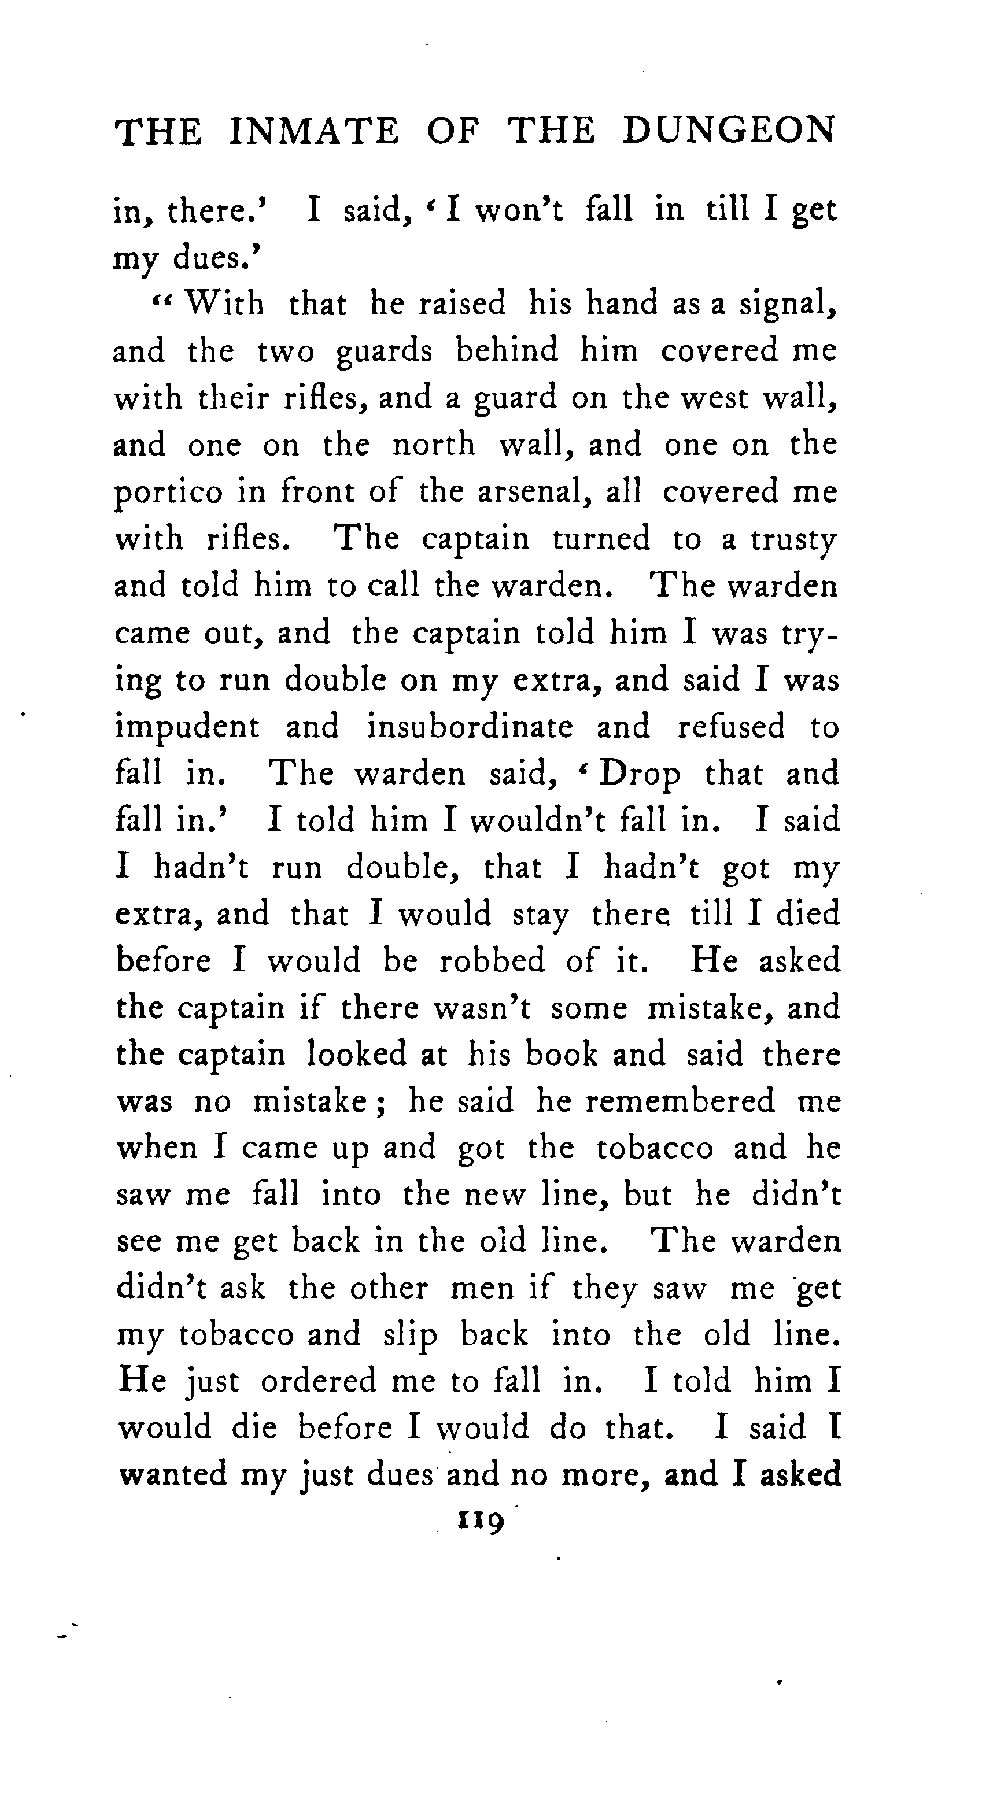 THE INMATE OF THE DUNGEON
in, there.' I said, ‘ I won't fall in till I get
my dues.'
“ With that he raised his hand as a signal,
and the two guards behind him covered me
with their rifles, and a guard on the west wall,
and one on the north wall, and one on the
portico in front of the arsenal, all covered me
with rifles. The captain turned to a trusty
and told him to call the warden. The warden
came out, and the captain told him I was try-
ing to run double on my extra, and said I was
impudent and insubordinate and refused to
fall in. The warden said, ‘ Drop that and
fall in.' I told him I wouldn't fall in. I said
I hadn't run double, that I hadn't got my
extra, and that I would stay there till I died
before I would be robbed of it. He asked
the captain if there wasn't some mistake, and
the captain looked at his book and said there
was no mistake ; he said he remembered me
when I came up and got the tobacco and he
saw me fall into the new line, but he didn't
see me get back in the old line. The warden
didn't ask the other men if they saw me get
my tobacco and slip back into the old line.
He just ordered me to fall in. I told him I
would die before I would do that. I said I
wanted my just dues and no more, and I asked
119